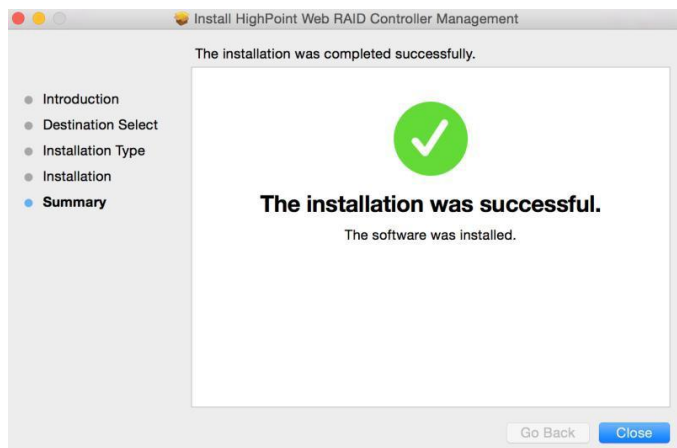 Install HighPoint Web RAID Controller Management
The installation was completed successfully.
Introduction
Destination Select
Installation Type
Installation
Summary
The installation was successful.
The software was installed.
Go Back
Close